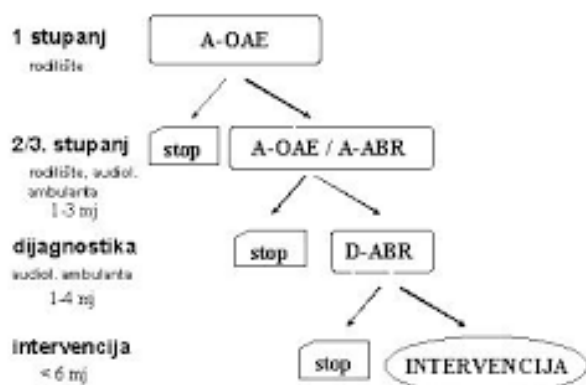 1 stupanj
rodilište
A-OAE
2/3. stupanj
rodilište, audiol.
ambulanta
1-3 mj
stop
A-OAE / A-ABR
dijagnostika
audiol. ambulanta
1-4 mj
stop
D-ABR
intervencija
< 6 mj
stop
INTERVENCIJA